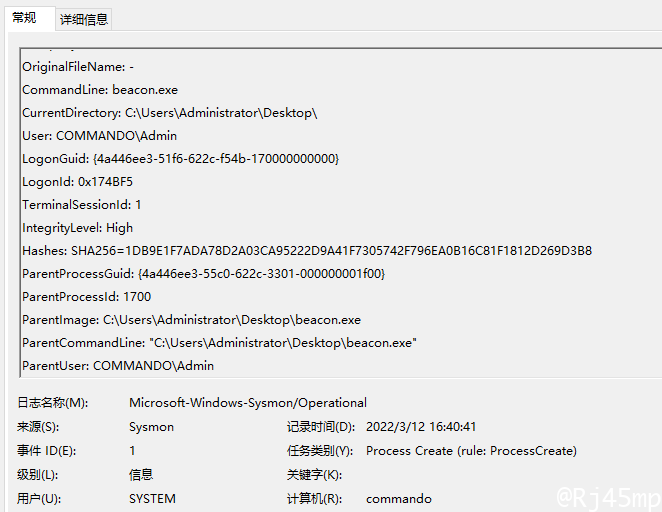 常规 详细信息
OriginalFileName: -
CommandLine: beacon.exe
CurrentDirectory: C:\Users\Administrator\Desktop\
User: COMMANDO\Admin
LogonGuid: {4a446ee3-51f6-622c-f54b-170000000000}
LogonId: 0x174BF5
TerminalSessionId: 1
IntegrityLevel: High
Hashes: SHA256=1DB9E1F7ADA78D2A03CA95222D9A41F7305742F796EA0B16C81F1812D269D3B8
ParentProcessGuid: {4a446ee3-55c0-622c-3301-000000001f00}
ParentProcessId: 1700
ParentImage: C:\Users\Administrator\Desktop\beacon.exe
ParentCommandLine: "C:\Users\Administrator\Desktop\beacon.exe"
ParentUser: COMMANDO\Admin
日志名称(M): Microsoft-Windows-Sysmon/Operational
来源(S): Sysmon 记录时间(D): 2022/3/12 16:40:41
事件 ID(E): 1 任务类别(Y): Process Create (rule: ProcessCreate)
级别(L): 信息 关键字(K):
用户(U): SYSTEM 计算机(R): commando
@Rj45mp